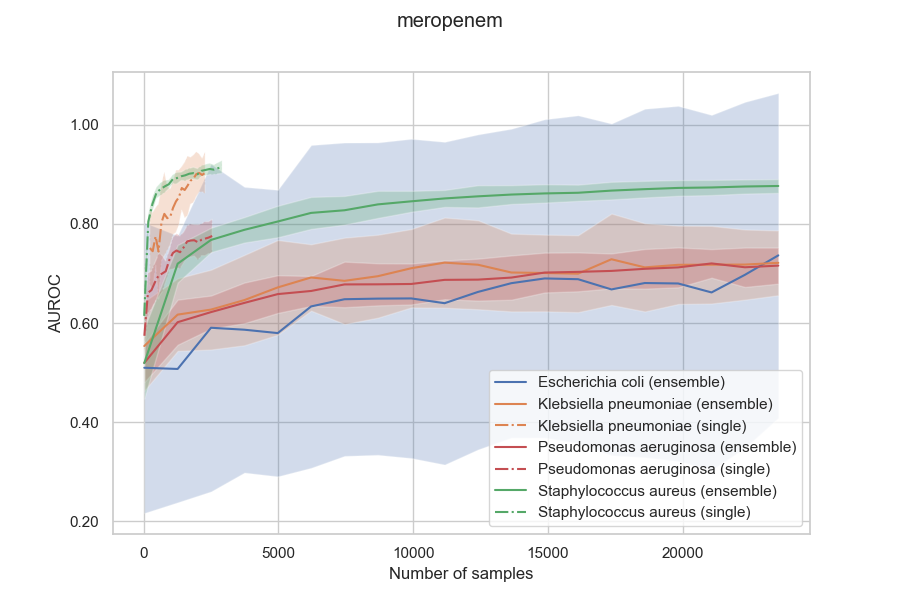 meropenem
AUROC
1.00
0.80
0.60
0.40
0.20
0
5000
10000
15000
20000
Number of samples
Escherichia coli (ensemble)
Klebsiella pneumoniae (ensemble)
Klebsiella pneumoniae (single)
Pseudomonas aeruginosa (ensemble)
Pseudomonas aeruginosa (single)
Staphylococcus aureus (ensemble)
Staphylococcus aureus (single)